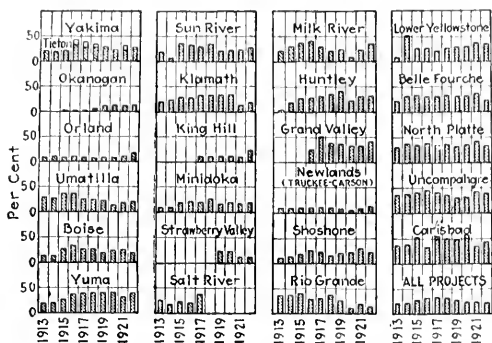 Per Cent
50
0
50
0
50
0
Yakima
Tieton
Okanogan
Orland
Umatilla
Boise
Yuma
1913
1915
1917
1919
1921
Sun River
Klamath
King Hill
Minidoka
Strawberry Valley
Salt River
1913
1915
1917
1919
1921
Milk River
Huntley
Grand Valley
Newlands
(TRUCKEE-CARSON)
Shoshone
Rio Grande
1913
1915
1917
1919
1921
Lower Yellowstone
Belle Fourche
North Platte
Uncompahgre
Carlsbad
ALL PROJECTS
1913
1915
1917
1919
1921